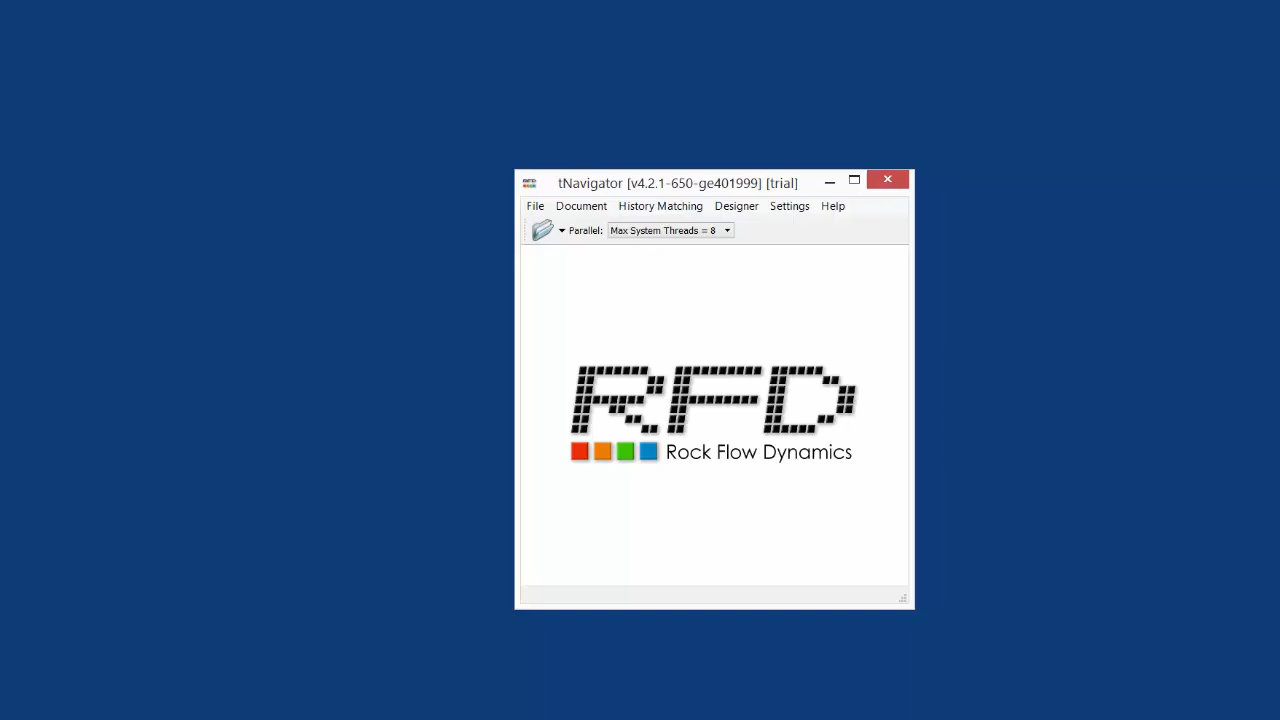 tNavigator [v4.2.1-650-ge401999] [trial]
File Document History Matching Designer Settings Help
Parallel: Max System Threads = 8
RFD
Rock Flow Dynamics